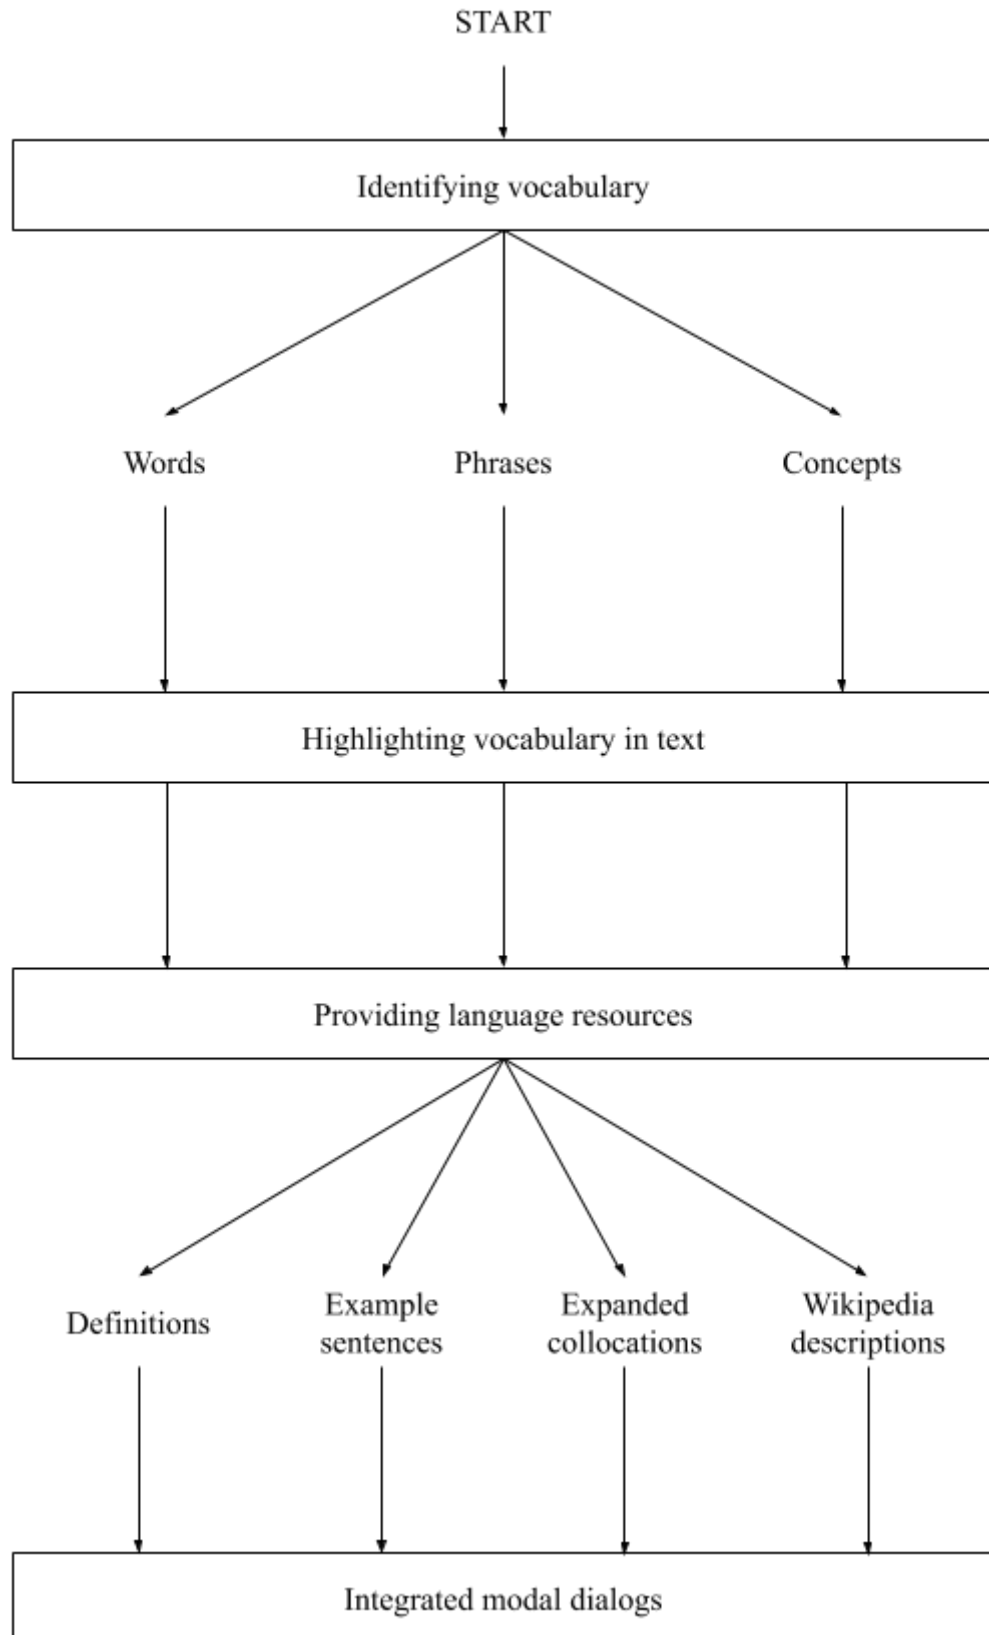 START
Identifying vocabulary
Words
Phrases
Concepts
Highlighting vocabulary in text
Providing language resources
Definitions
Example
sentences
Expanded
collocations
Wikipedia
descriptions
Integrated modal dialogs